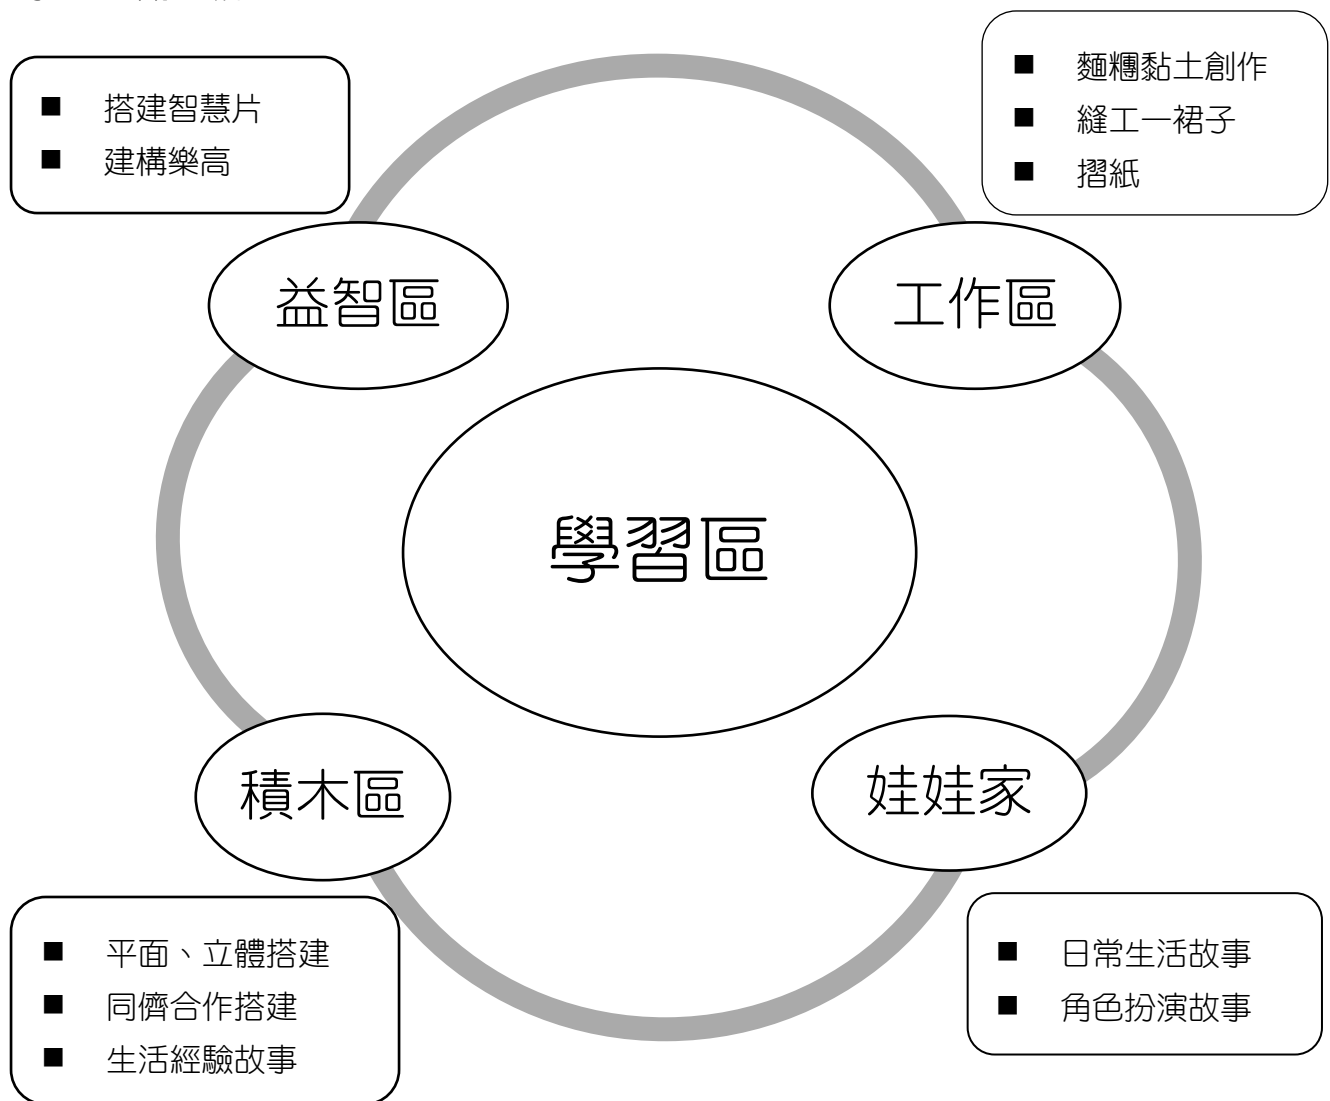 搭建智慧片
建構樂高
麵糰黏土創作
縫工—裙子
摺紙
益智區
工作區
學習區
積木區
娃娃家
平面、立體搭建
同儕合作搭建
生活經驗故事
日常生活故事
角色扮演故事